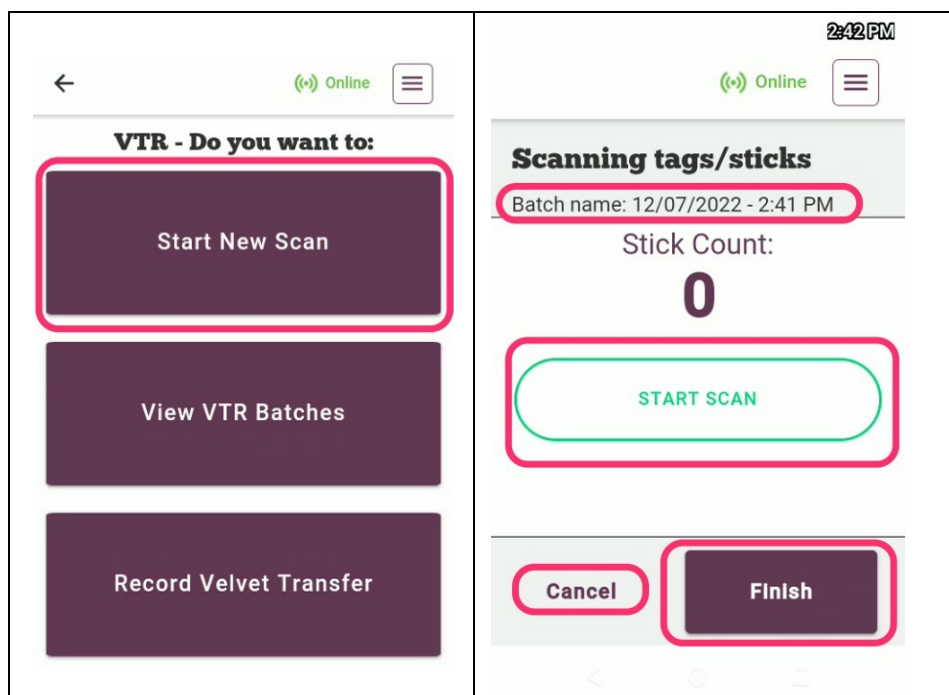 Online
VTR - Do you want to:
Start New Scan
View VTR Batches
Record Velvet Transfer
2:42 PM
Online
Scanning tags/sticks
Batch name: 12/07/2022 - 2:41 PM
Stick Count:
0
START SCAN
Cancel
Finish